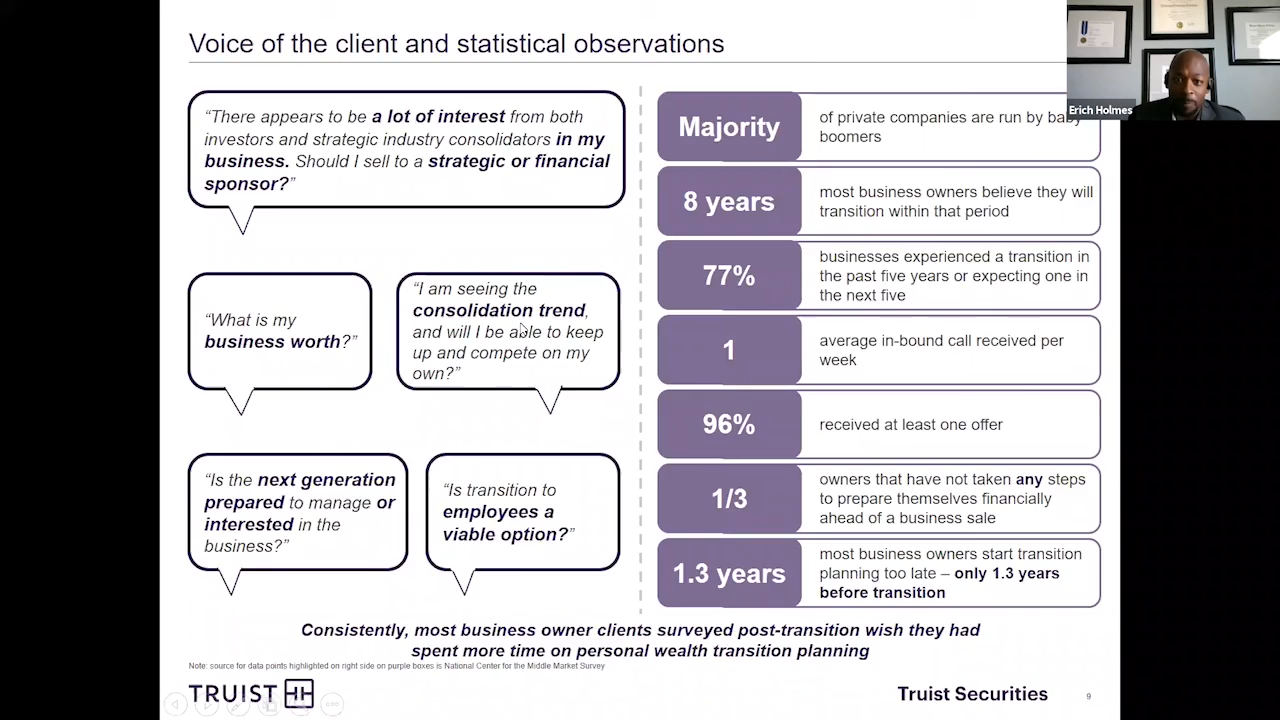 Voice of the client and statistical observations
Erich Holmes
“There appears to be a lot of interest from both
investors and strategic industry consolidators in my
business. Should I sell to a strategic or financial
sponsor?”
“What is my
business worth?”
“I am seeing the
consolidation trend,
and will I be able to keep
up and compete on my
own?”
“Is the next generation
prepared to manage or
interested in the
business?”
“Is transition to
employees a
viable option?”
Majority
of private companies are run by baby
boomers
8 years
most business owners believe they will
transition within that period
77%
businesses experienced a transition in
the past five years or expecting one in
the next five
1
average in-bound call received per
week
96%
received at least one offer
1/3
owners that have not taken any steps
to prepare themselves financially
ahead of a business sale
1.3 years
most business owners start transition
planning too late – only 1.3 years
before transition
Consistently, most business owner clients surveyed post-transition wish they had
spent more time on personal wealth transition planning
Note: source for data points highlighted on right side on purple boxes is National Center for the Middle Market Survey
TRUIST
Truist Securities
9